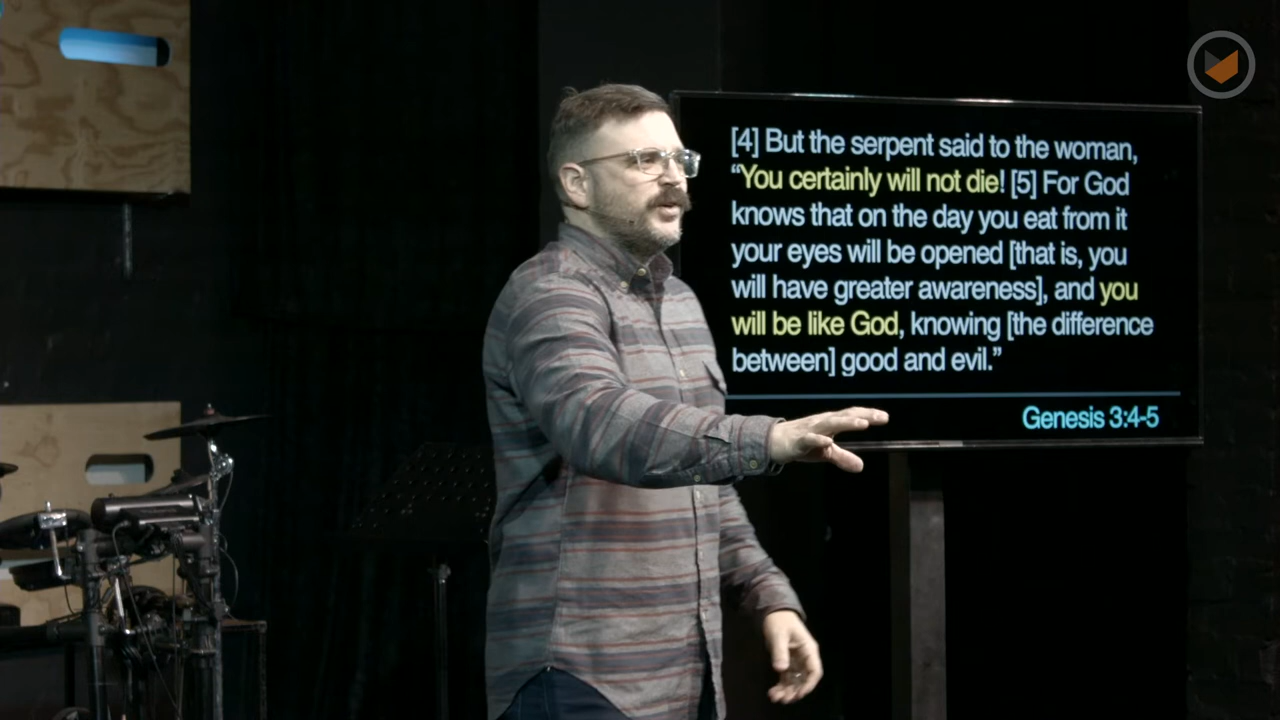 [4] But the serpent said to the woman,
“You certainly will not die! [5] For God
knows that on the day you eat from it
your eyes will be opened [that is, you
will have greater awareness], and you
will be like God, knowing [the difference
between] good and evil.”
Genesis 3:4-5